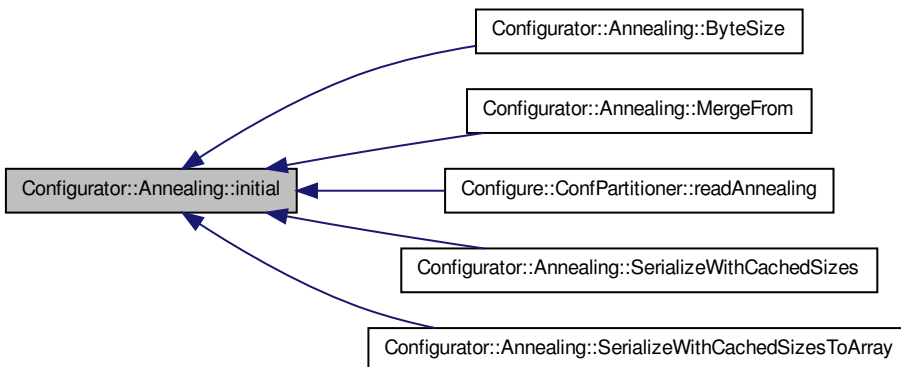 Configurator::Annealing::ByteSize
Configurator::Annealing::MergeFrom
Configurator::Annealing::initial
Configure::ConfPartitioner::readAnnealing
Configurator::Annealing::SerializeWithCachedSizes
Configurator::Annealing::SerializeWithCachedSizesToArray